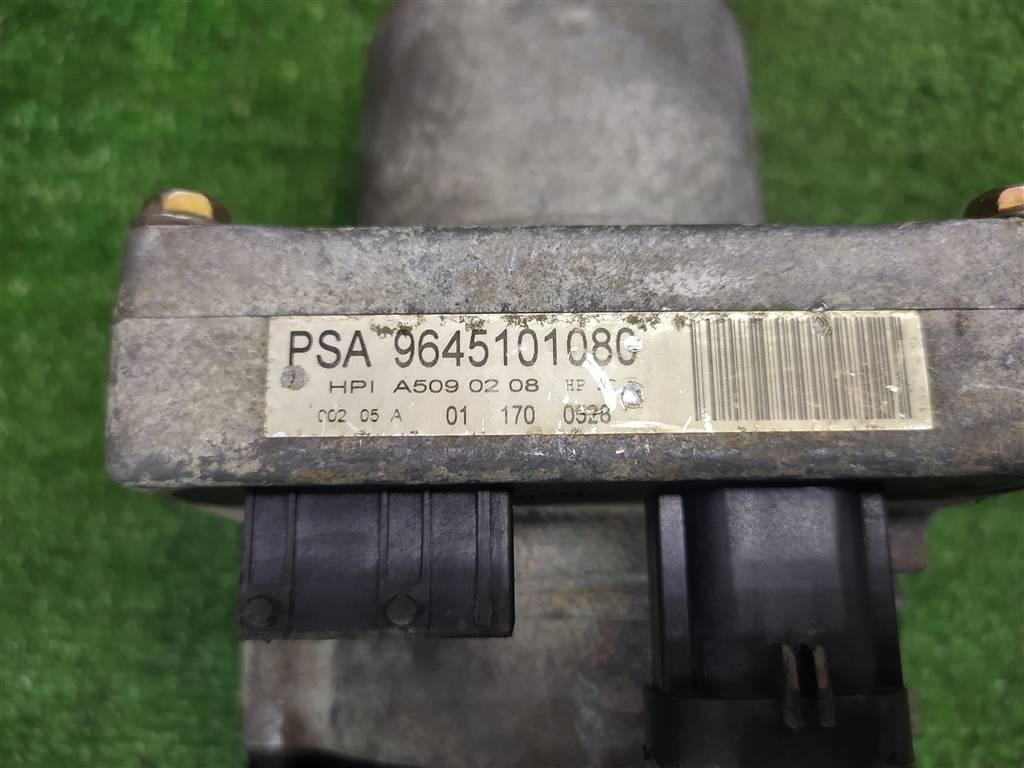 PSA 9645101080
HPI A509 02 08 HP
002 05 A 01 170 0528